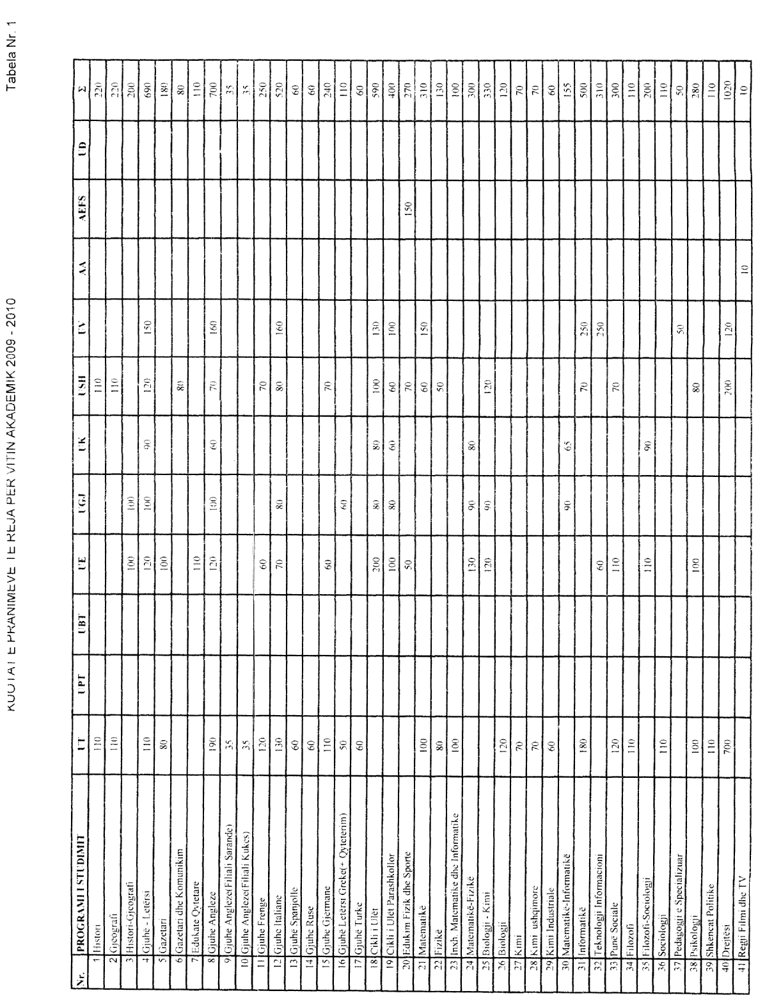 Tabela Nr. 1
KUOTAT E PRANIMEVE TE REJA PER VITIN AKADEMIK 2009 - 2010
Nr. PROGRAMI I STUDIMIT UT UPT UBT UE UGJ UK USH UV AA AEFS UD Σ
1 Histori 110 110 220
2 Gjeografi 110 110 220
3 Histori-Gjeografi 100 100 200
4 Gjuhë - Letërsi 110 120 100 90 120 150 690
5 Gazetari 80 100 180
6 Gazetari dhe Komunikim 80 80
7 Edukate Qytetare 110 110
8 Gjuhe Angleze 190 120 100 60 70 160 700
9 Gjuhe Angleze(Filiali Sarande) 35 35
10 Gjuhe Angleze(Filiali Kukes) 35 35
11 Gjuhe Frenge 120 60 70 250
12 Gjuhe Italiane 130 70 80 80 160 520
13 Gjuhë Spanjolle 60 60
14 Gjuhe Ruse 60 60
15 Gjuhe Gjermane 110 60 70 240
16 Gjuhë Letërsi Greke(+ Qyteterim) 50 60 110
17 Gjuhë Turke 60 60
18 Cikli i Ulët 200 80 80 100 130 590
19 Cikli i Ulët Parashkollor 100 80 60 60 100 400
20 Edukim Fizik dhe Sporte 50 70 150 270
21 Matematikë 100 60 150 310
22 Fizikë 80 50 130
23 Inxh. Matematike dhe Informatike 100 100
24 Matematikë-Fizikë 130 90 80 300
25 Biologji - Kimi 120 90 120 330
26 Biologji 120 120
27 Kimi 70 70
28 Kimi ushqimore 70 70
29 Kimi Industriale 60 60
30 Matematikë-Informatikë 90 65 155
31 Informatikë 180 70 250 500
32 Teknologji Informacioni 60 250 310
33 Punë Sociale 120 110 70 300
34 Filozofi 110 110
35 Filozofi-Sociologji 110 90 200
36 Sociologji 110 110
37 Pedagogji e Specializuar 50 50
38 Psikologji 100 100 80 280
39 Shkencat Politike 110 110
40 Drejtësi 700 200 120 1020
41 Regji Filmi dhe TV 10 10